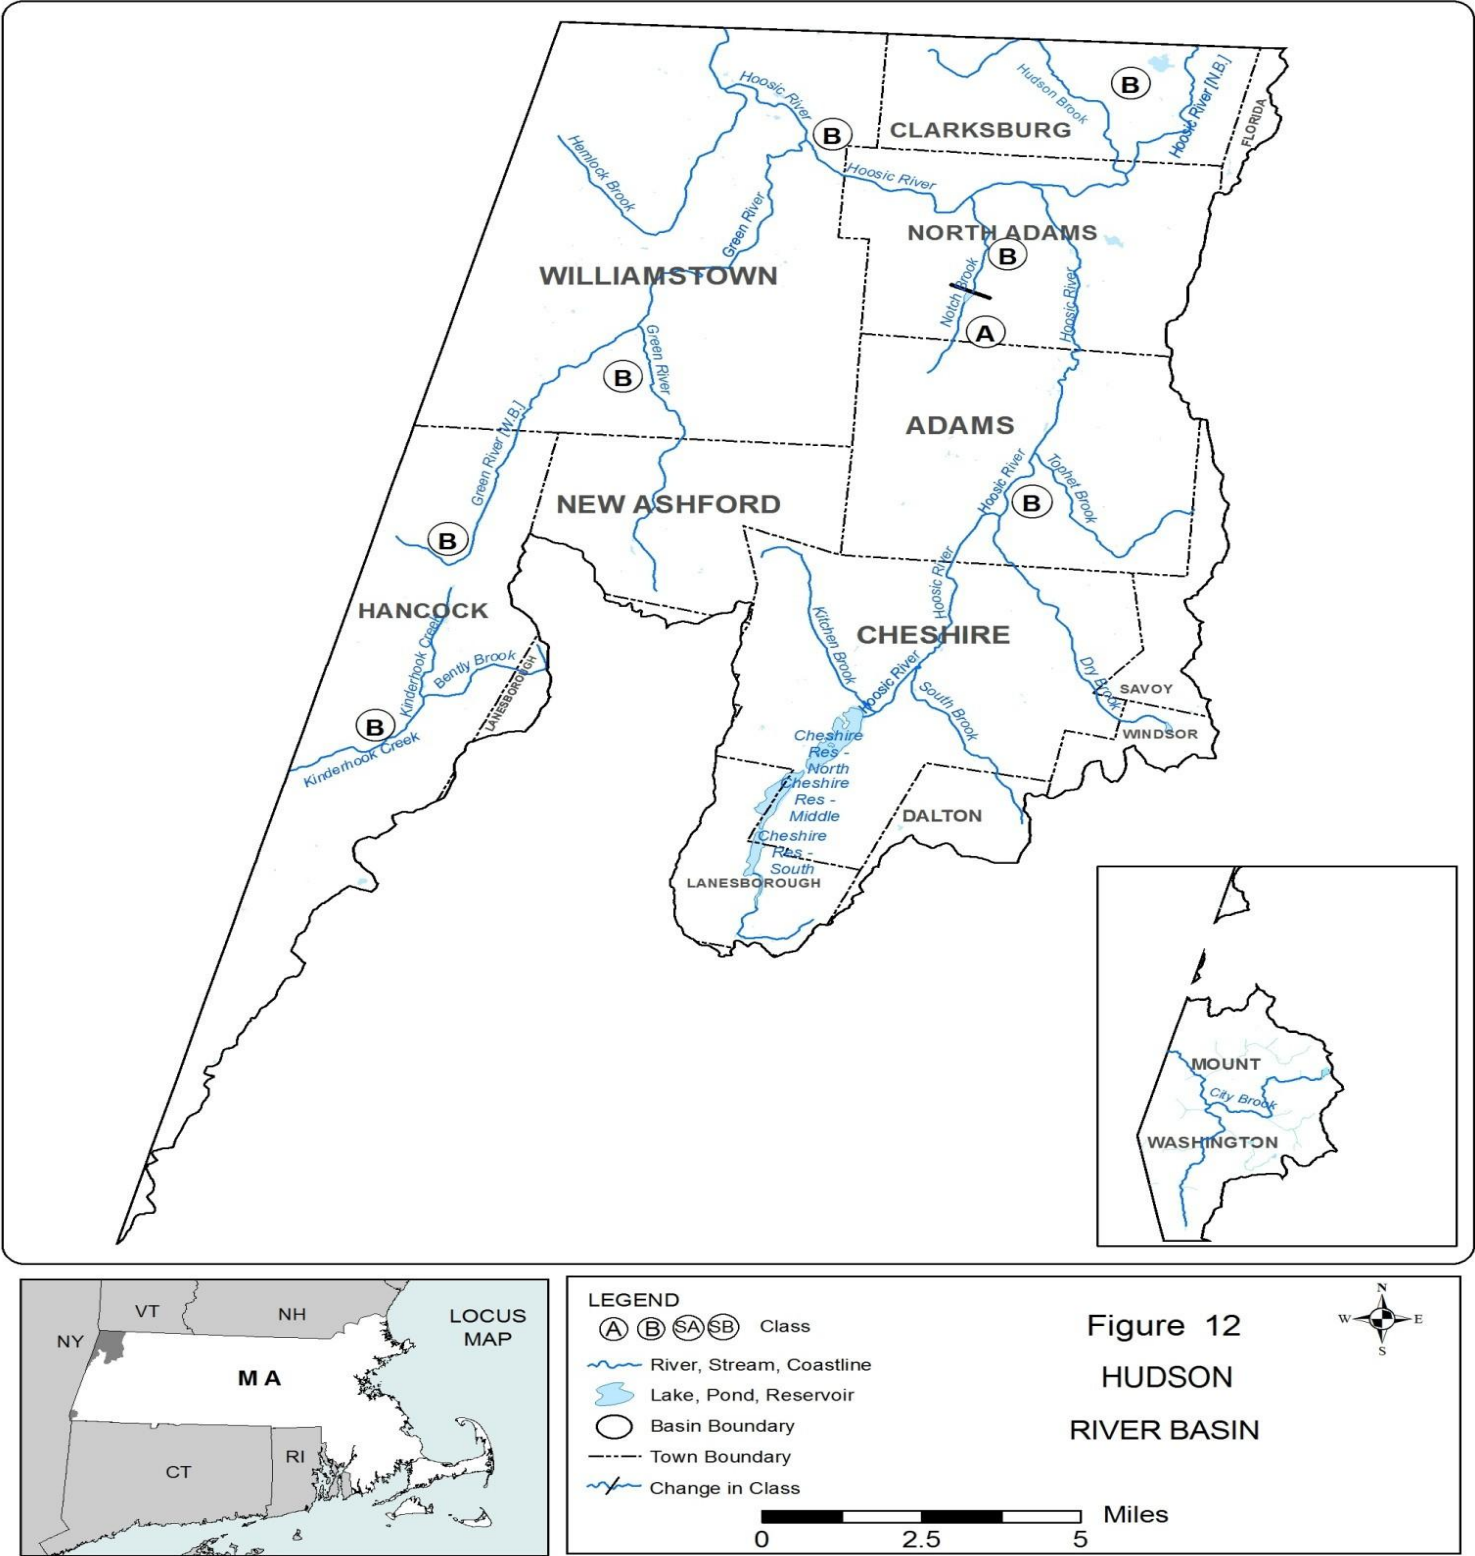 Hoosic River
Hudson Brook
B
Hoosic River [N.B.]
FLORIDA
CLARKSBURG
B
Hemlock Brook
Hoosic River
Green River
NORTH ADAMS
B
WILLIAMSTOWN
Notch Brook
Hoosic River
A
Green River
B
Green River [W.B.]
ADAMS
Hoosic River
Tophet Brook
B
NEW ASHFORD
B
Hoosic River
HANCOCK
Kitchen Brook
CHESHIRE
Kinderhook Creek
Bently Brook
LANESBOROUGH
Hoosic River
South Brook
Dry Brook
SAVOY
B
WINDSOR
Kinderhook Creek
Cheshire
Res -
North
Cheshire
Res -
Middle
DALTON
Cheshire
Res -
South
LANESBOROUGH
MOUNT
City Brook
WASHINGTON
VT
NH
NY
LOCUS
MAP
MA
CT
RI
LEGEND
A B SA SB Class
River, Stream, Coastline
Lake, Pond, Reservoir
Basin Boundary
Town Boundary
Change in Class
0 2.5 5
Miles
Figure 12
HUDSON
RIVER BASIN
N
W E
S